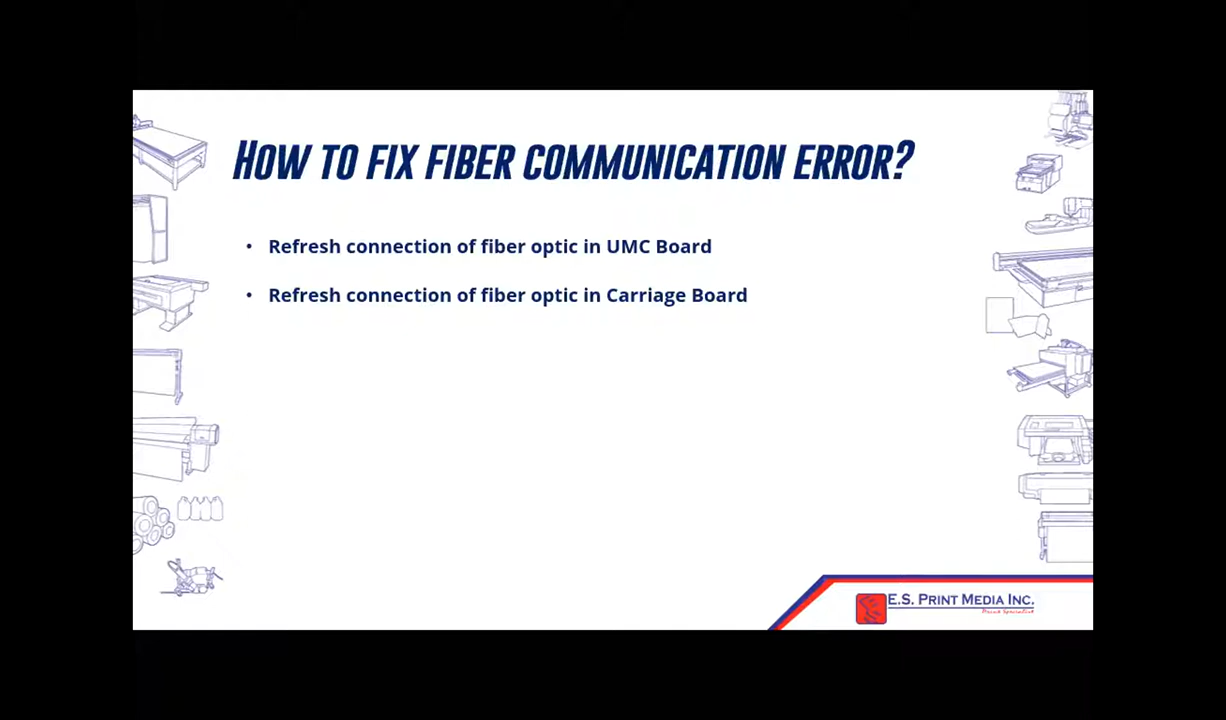 How to fix fiber communication error?
• Refresh connection of fiber optic in UMC Board
• Refresh connection of fiber optic in Carriage Board
E.S. Print Media Inc.